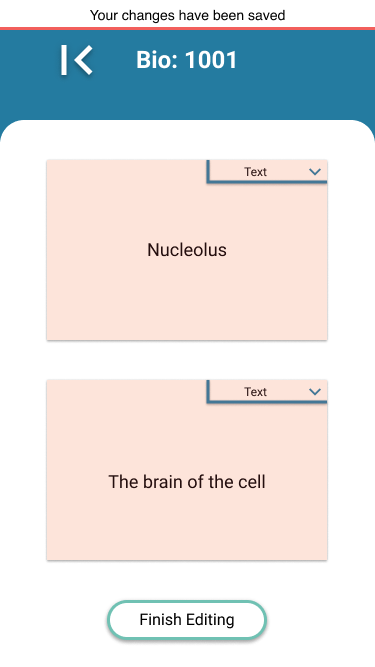 Your changes have been saved
Bio: 1001
Text
Nucleolus
Text
The brain of the cell
Finish Editing